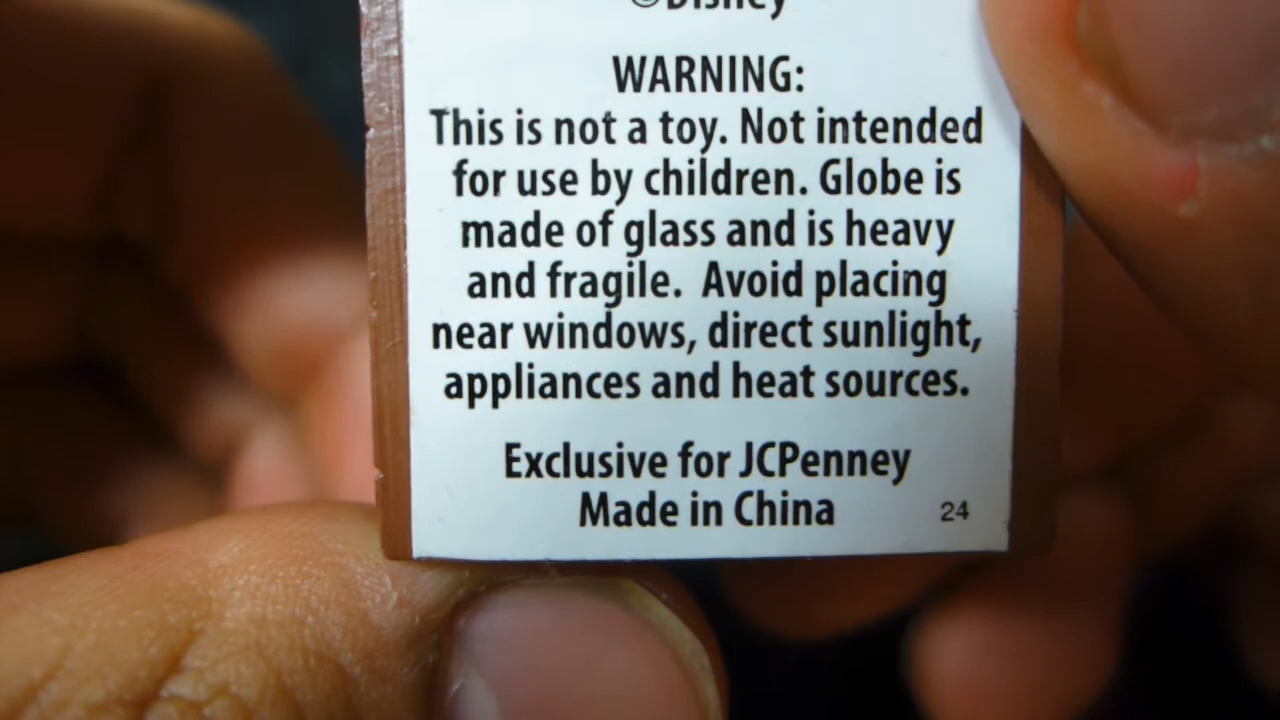 ©Disney
WARNING:
This is not a toy. Not intended
for use by children. Globe is
made of glass and is heavy
and fragile.  Avoid placing
near windows, direct sunlight,
appliances and heat sources.
Exclusive for JCPenney
Made in China
24